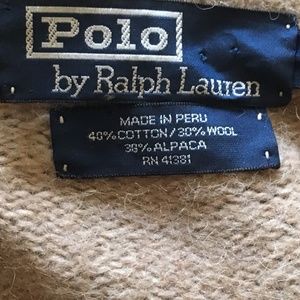 Polo
by Ralph Lauren
MADE IN PERU
40% COTTON / 30% WOOL
30% ALPACA
RN 41381